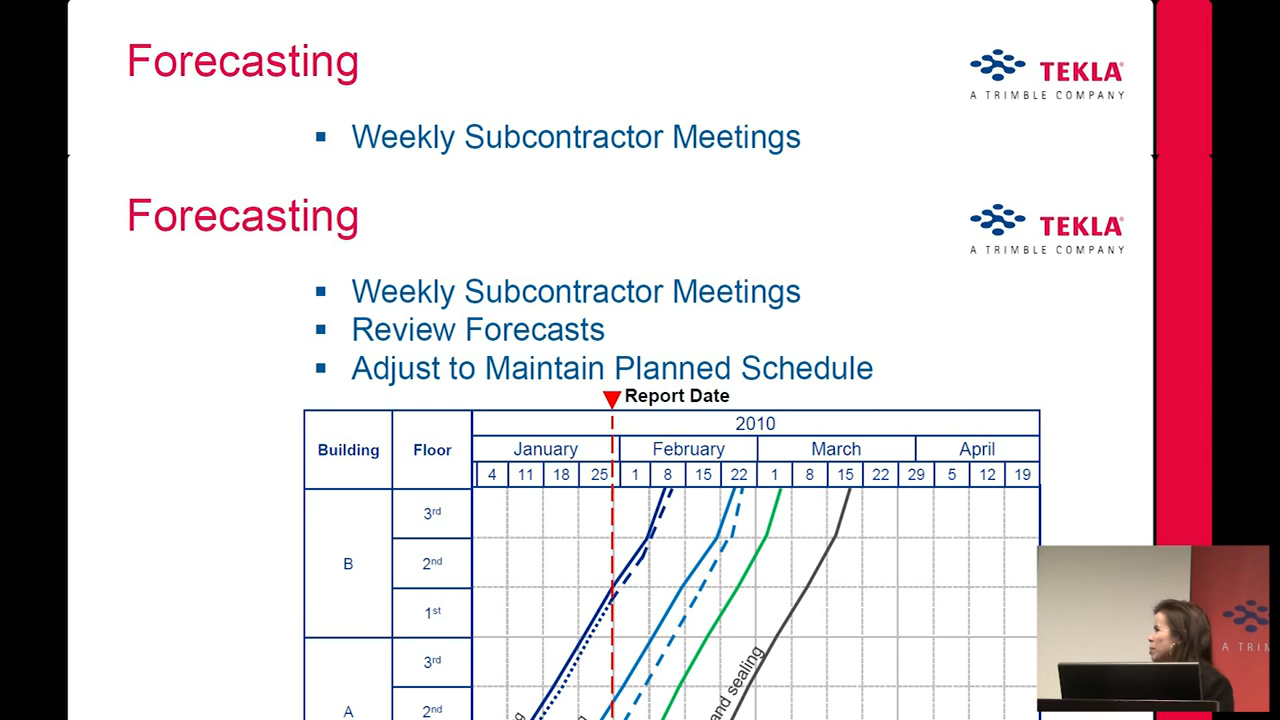 Forecasting
TEKLA®
A TRIMBLE COMPANY
▪ Weekly Subcontractor Meetings
Forecasting
TEKLA®
A TRIMBLE COMPANY
▪ Weekly Subcontractor Meetings
▪ Review Forecasts
▪ Adjust to Maintain Planned Schedule
Report Date
2010
Building Floor January February March April
4 11 18 25 1 8 15 22 1 8 15 22 29 5 12 19
3rd
B 2nd
1st
3rd
and sealing
A 2nd
A TRIM